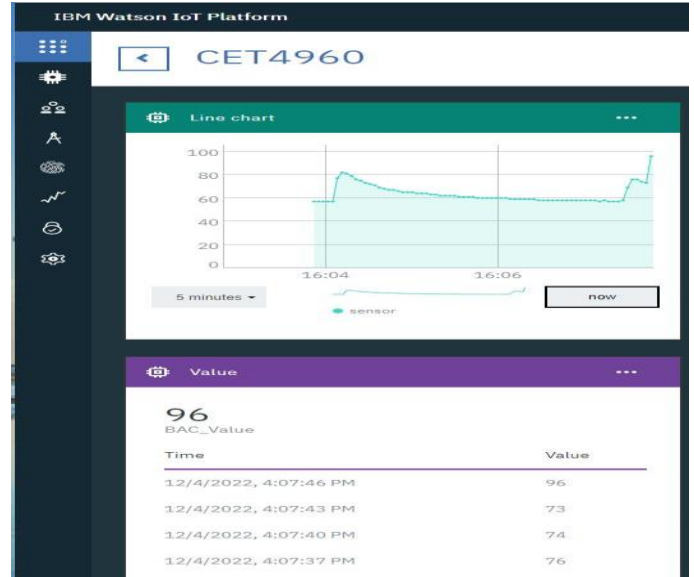 IBM Watson IoT Platform
CET4960
Line chart
100
80
60
40
20
0
16:04 16:06
5 minutes
sensor
now
Value
96
BAC_Value
Time Value
12/4/2022, 4:07:46 PM 96
12/4/2022, 4:07:43 PM 73
12/4/2022, 4:07:40 PM 74
12/4/2022, 4:07:37 PM 76